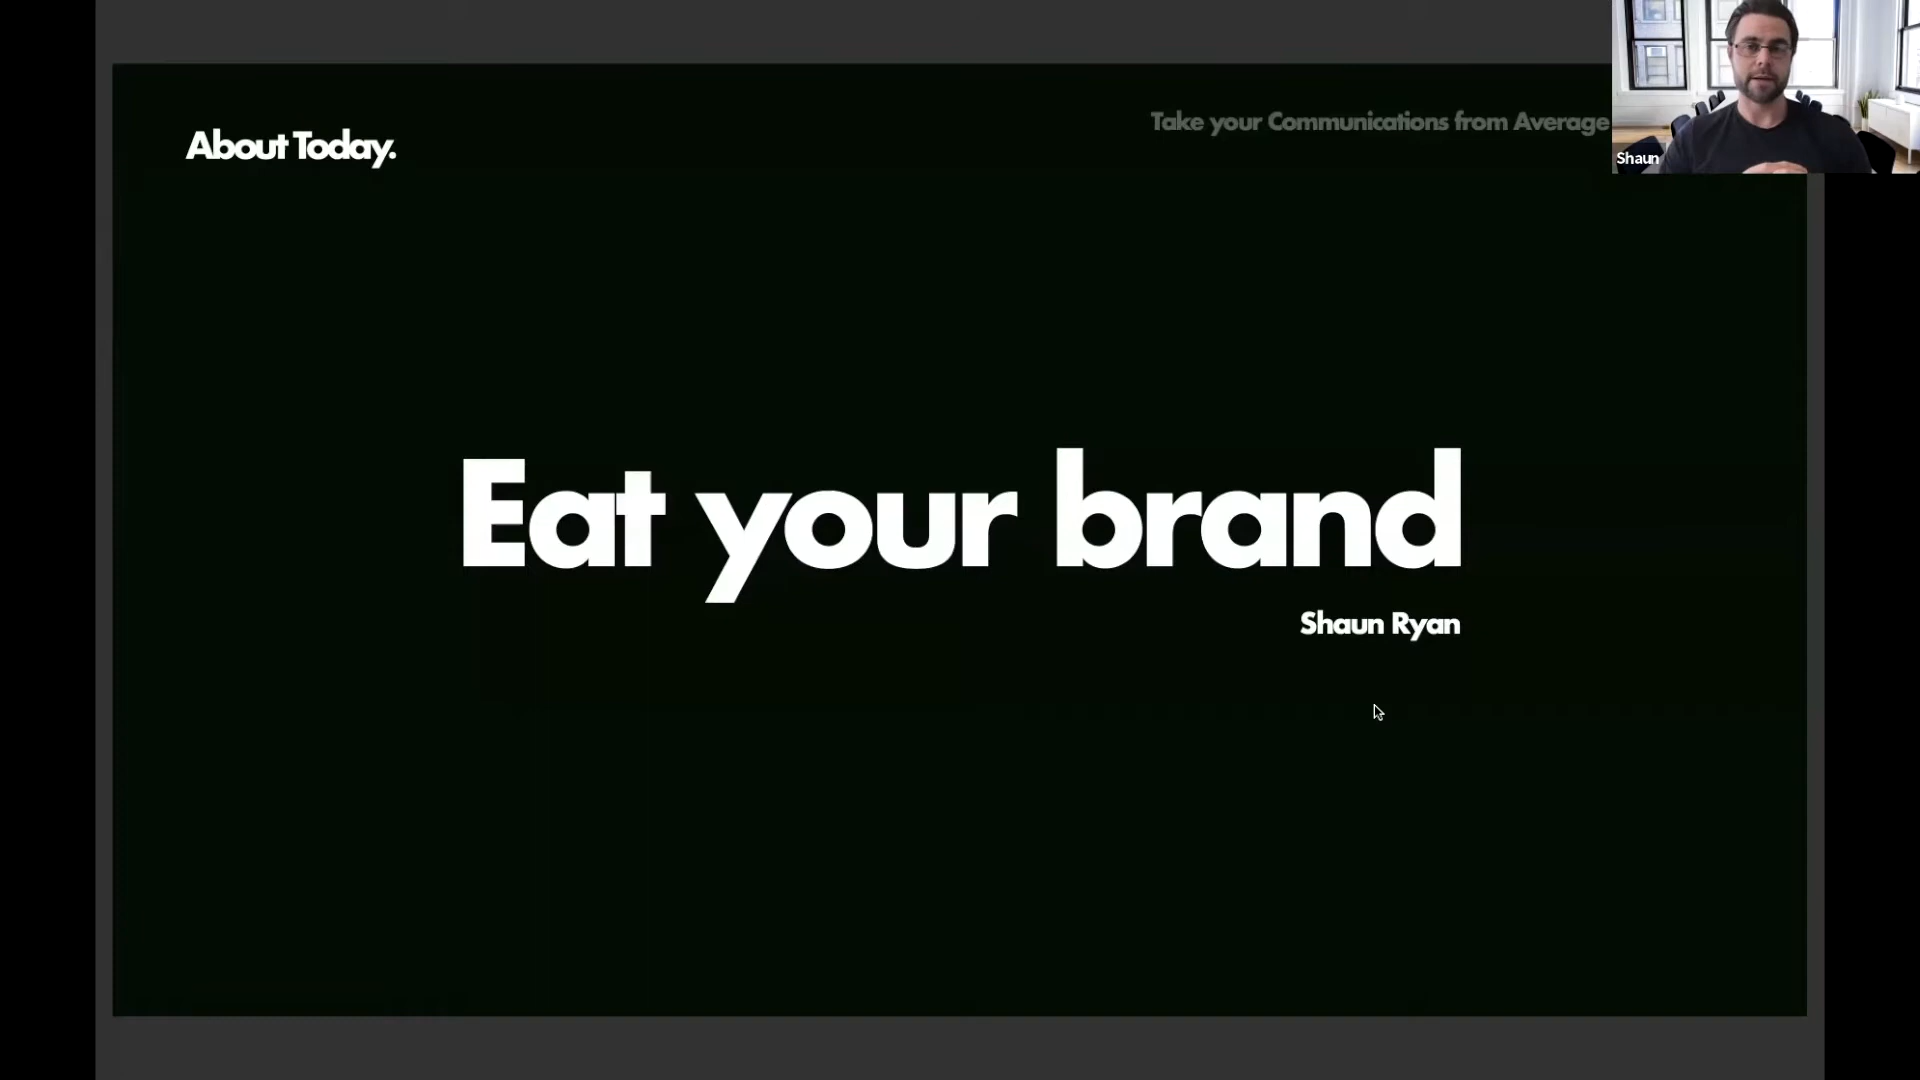 About Today.
Take your Communications from Average
Shaun
Eat your brand
Shaun Ryan